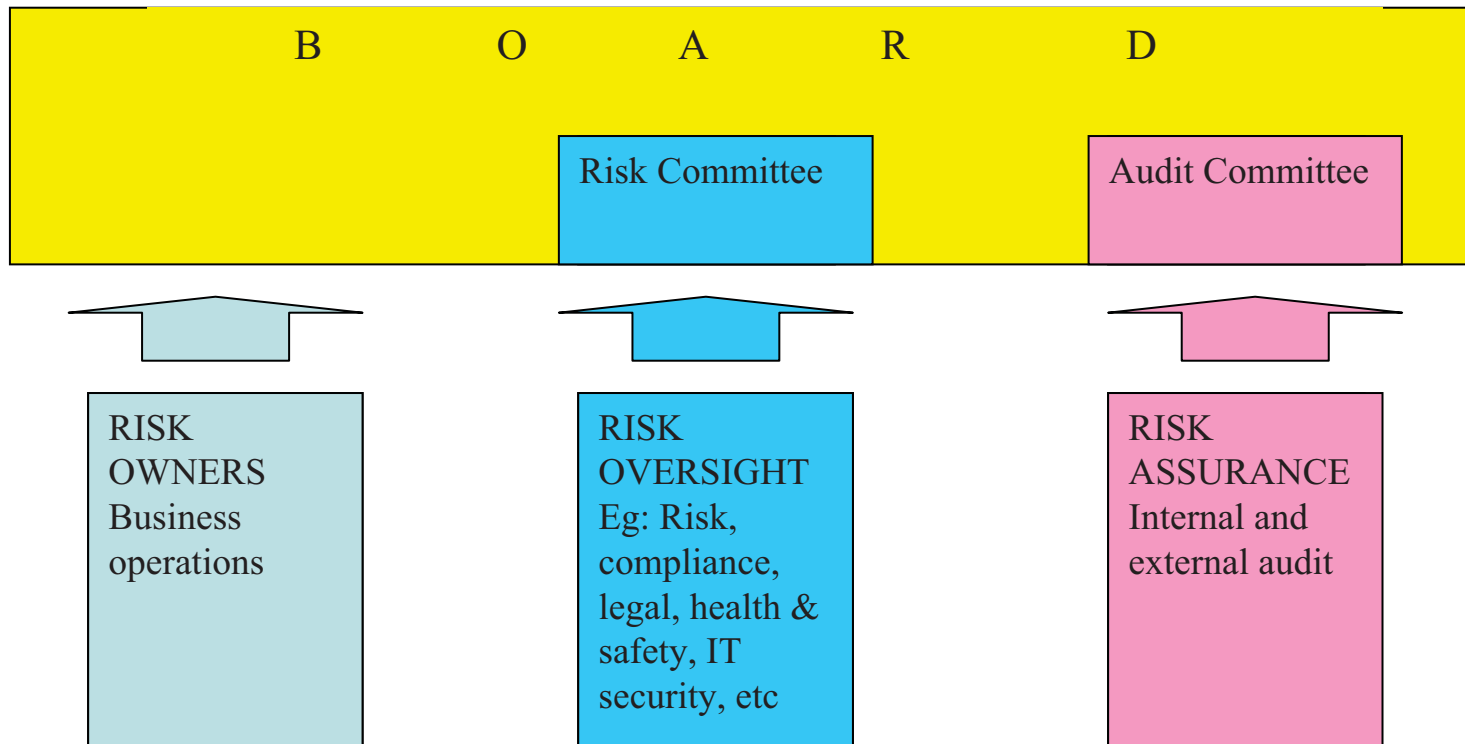 B O A R D
Risk Committee
Audit Committee
RISK
OWNERS
Business
operations
RISK
OVERSIGHT
Eg: Risk,
compliance,
legal, health &
safety, IT
security, etc
RISK
ASSURANCE
Internal and
external audit